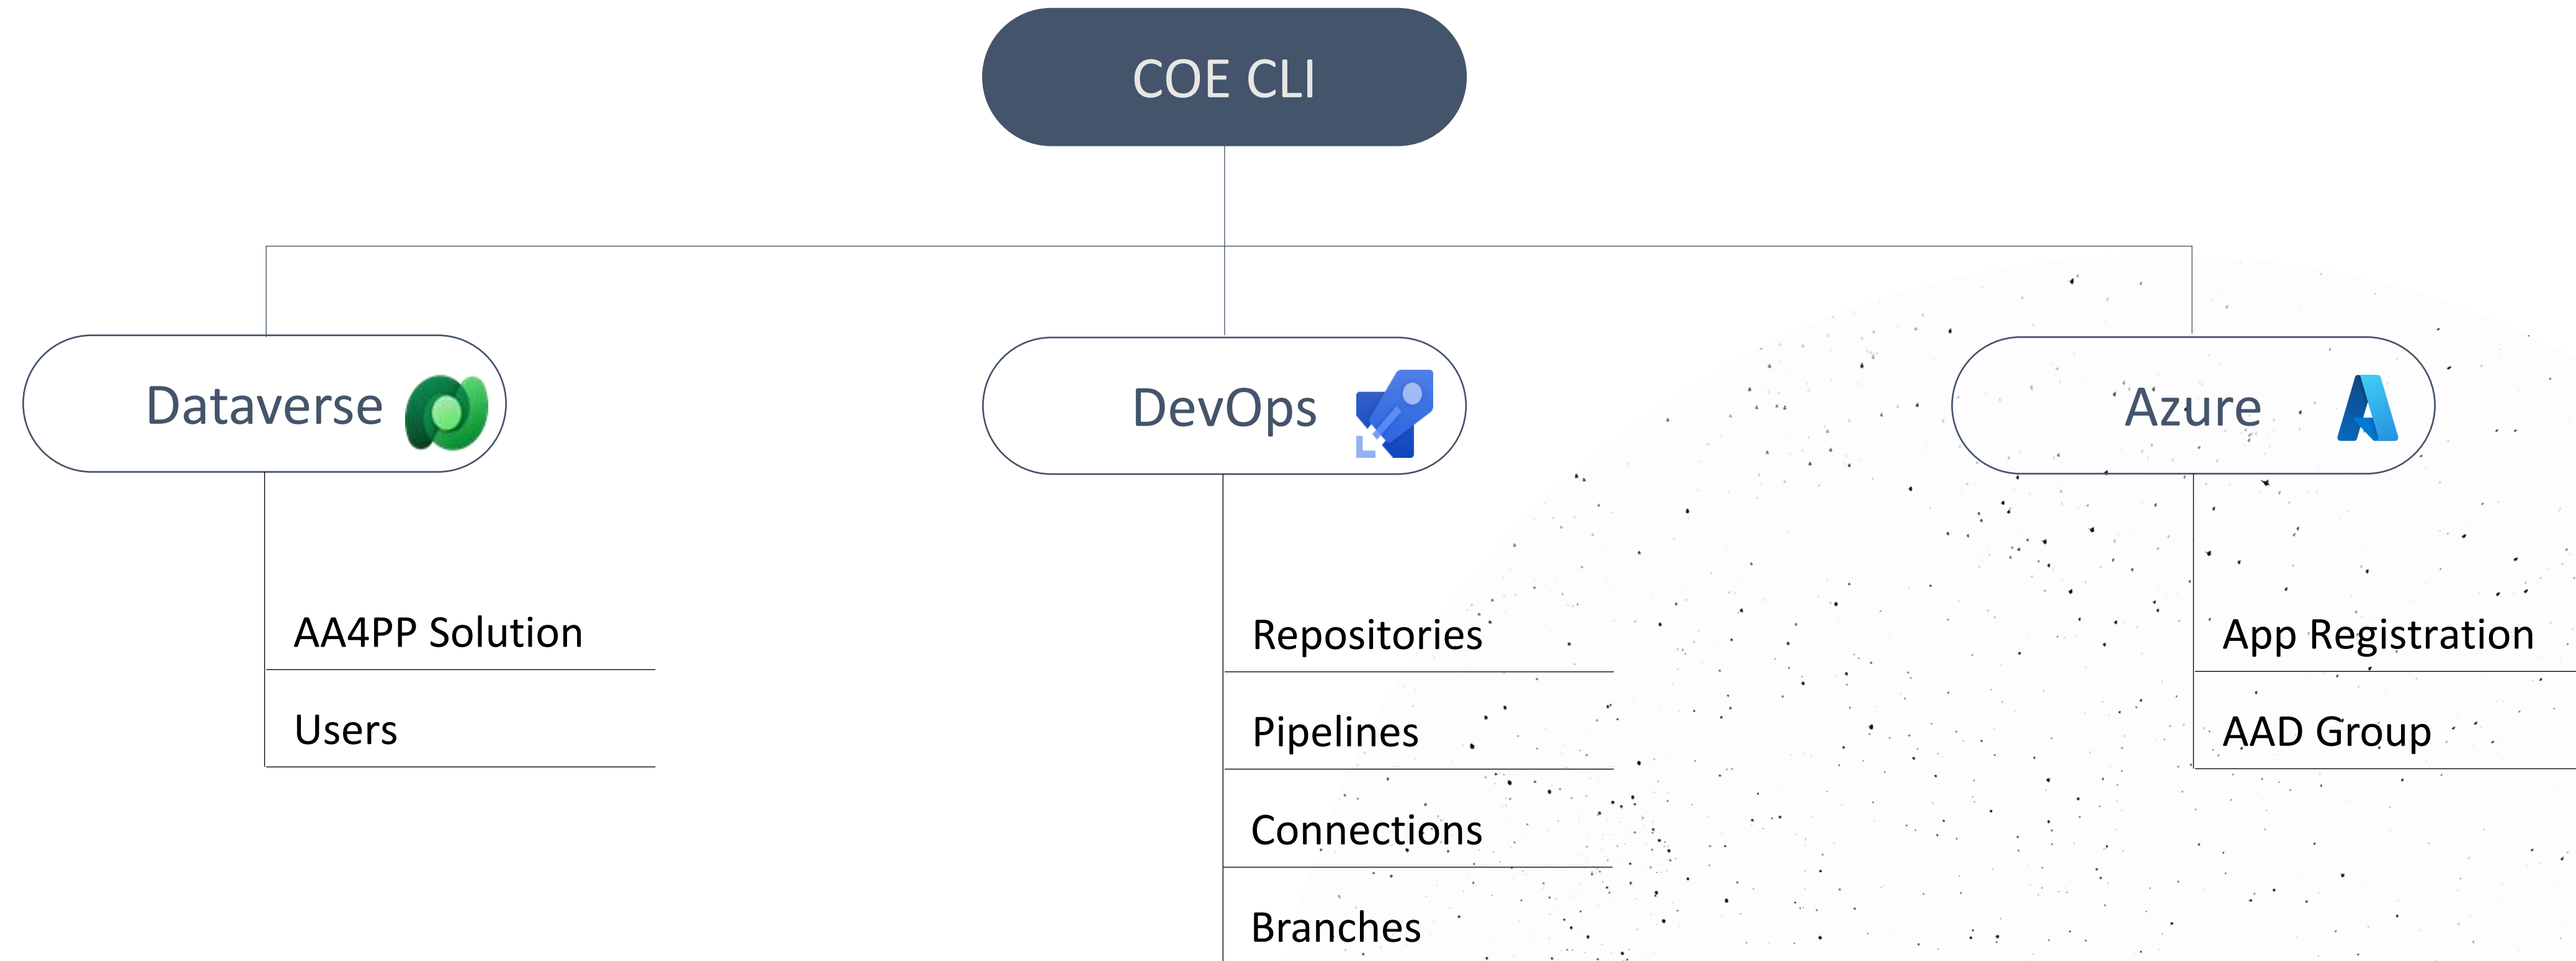 COE CLI
Dataverse
DevOps
Azure
AA4PP Solution
Users
Repositories
Pipelines
Connections
Branches
App Registration
AAD Group